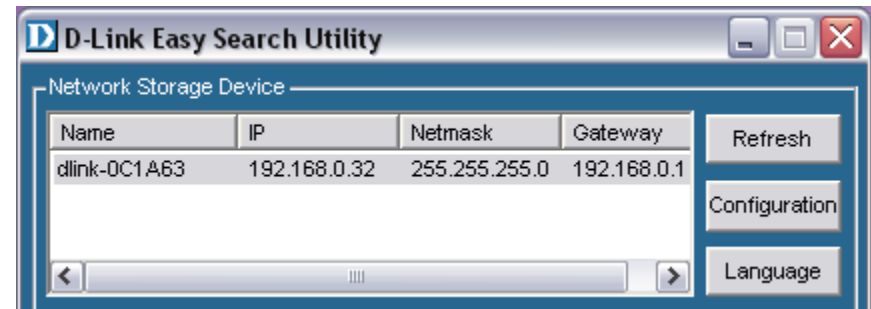 D-Link Easy Search Utility
Network Storage Device
Name IP Netmask Gateway
dlink-0C1A63 192.168.0.32 255.255.255.0 192.168.0.1
Refresh
Configuration
Language